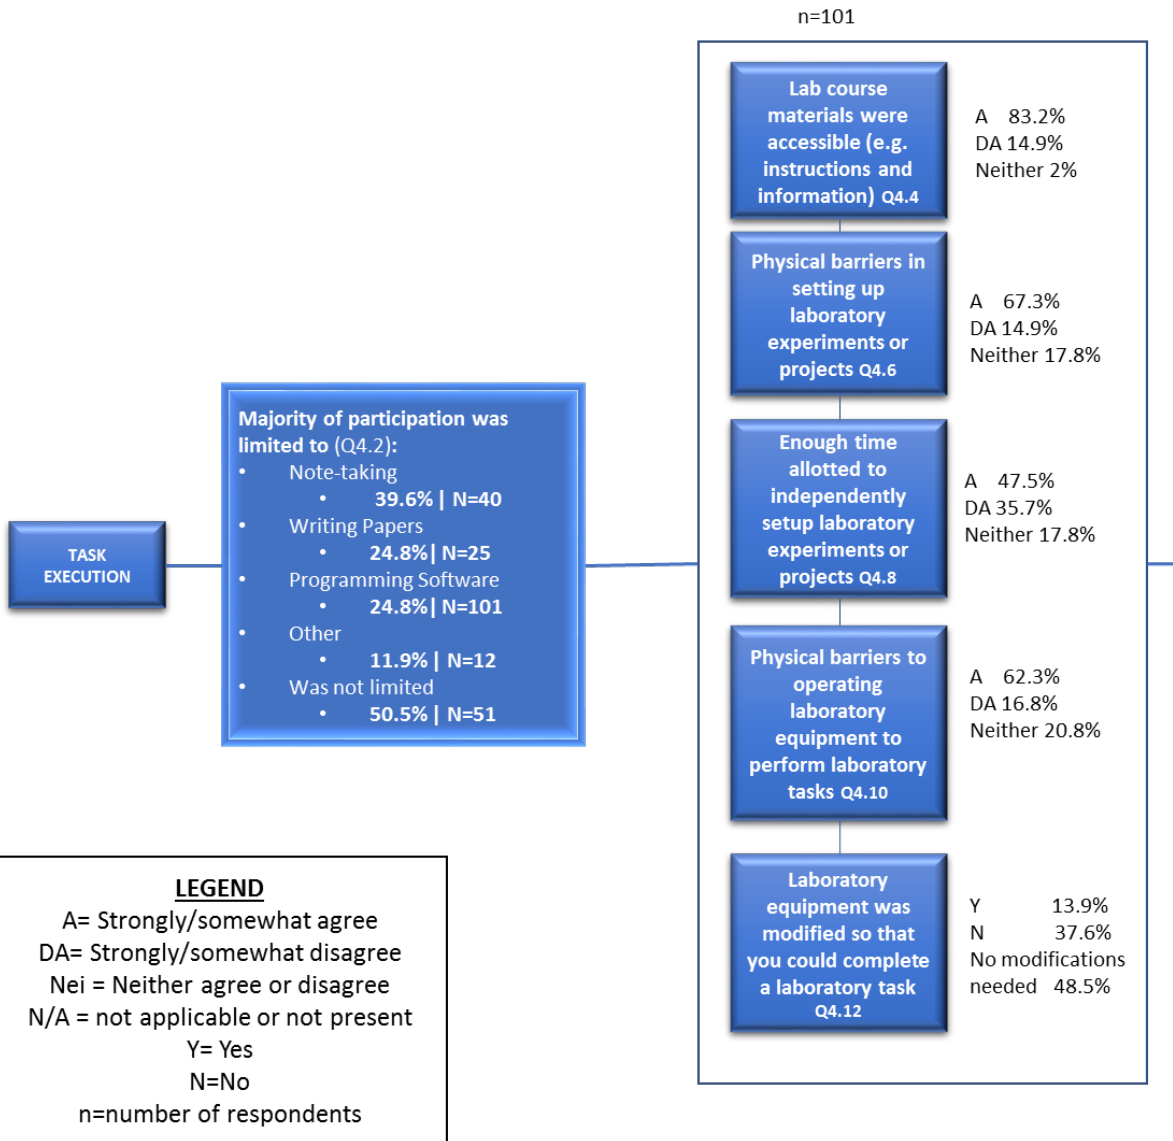 n=101
TASK
EXECUTION
Majority of participation was
limited to (Q4.2):
• Note-taking
• 39.6% | N=40
• Writing Papers
• 24.8%| N=25
• Programming Software
• 24.8%| N=101
• Other
• 11.9% | N=12
• Was not limited
• 50.5% | N=51
Lab course
materials were
accessible (e.g.
instructions and
information) Q4.4
A 83.2%
DA 14.9%
Neither 2%
Physical barriers in
setting up
laboratory
experiments or
projects Q4.6
A 67.3%
DA 14.9%
Neither 17.8%
Enough time
allotted to
independently
setup laboratory
experiments or
projects Q4.8
A 47.5%
DA 35.7%
Neither 17.8%
Physical barriers to
operating
laboratory
equipment to
perform laboratory
tasks Q4.10
A 62.3%
DA 16.8%
Neither 20.8%
Laboratory
equipment was
modified so that
you could complete
a laboratory task
Q4.12
Y 13.9%
N 37.6%
No modifications
needed 48.5%
LEGEND
A= Strongly/somewhat agree
DA= Strongly/somewhat disagree
Nei = Neither agree or disagree
N/A = not applicable or not present
Y= Yes
N=No
n=number of respondents